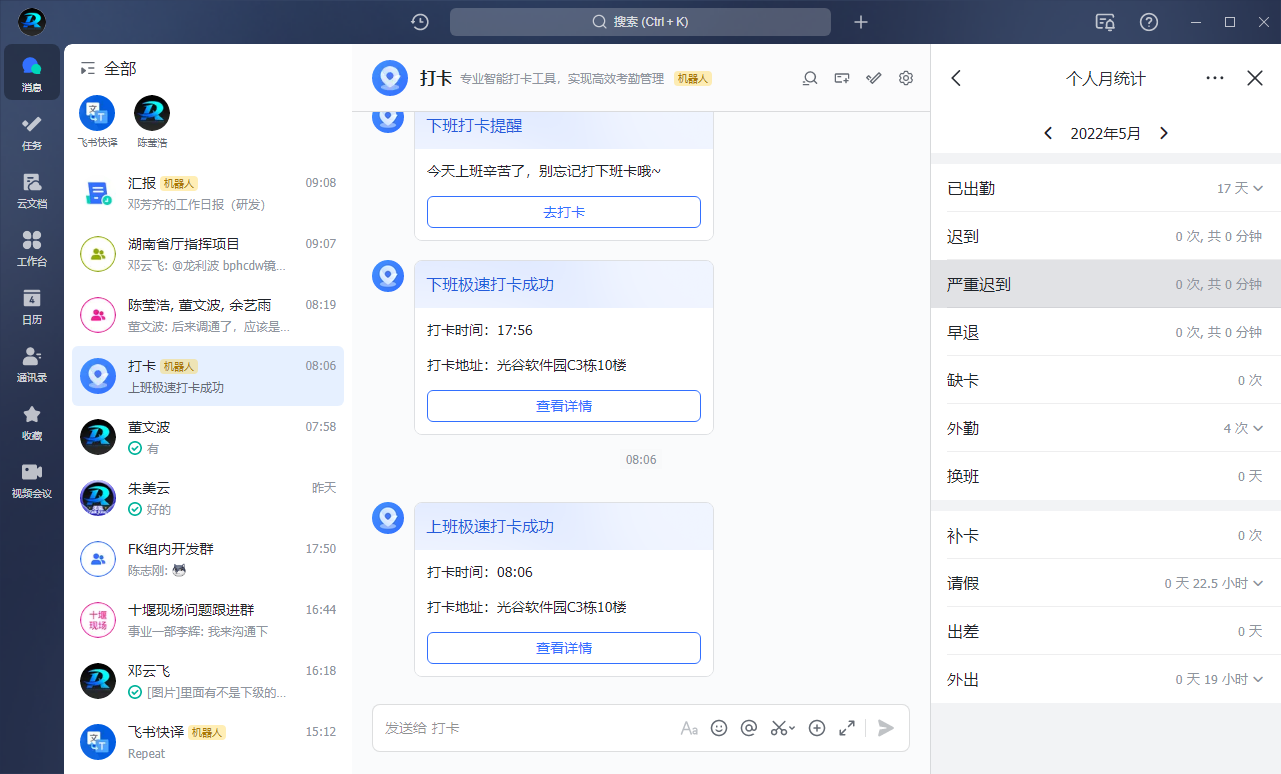 搜索 (Ctrl + K)
消息
任务
云文档
工作台
4
日历
通讯录
收藏
视频会议
全部
飞书快译
陈莹浩
汇报 机器人 09:08
邓芳齐的工作日报（研发）
湖南省厅指挥项目 09:07
邓云飞: @龙利波 bphcdw镜...
陈莹浩, 董文波, 余艺雨 08:19
董文波: 后来调通了，应该是...
打卡 机器人 08:06
上班极速打卡成功
董文波 07:58
有
朱美云 昨天
好的
FK组内开发群 17:50
陈志刚:
十堰现场
十堰现场问题跟进群 16:44
事业一部李辉: 我来沟通下
邓云飞 16:18
[图片]里面有不是下级的...
飞书快译 机器人 15:12
Repeat
打卡 专业智能打卡工具，实现高效考勤管理 机器人
下班打卡提醒
今天上班辛苦了，别忘记打下班卡哦~
去打卡
下班极速打卡成功
打卡时间：17:56
打卡地址：光谷软件园C3栋10楼
查看详情
08:06
上班极速打卡成功
打卡时间：08:06
打卡地址：光谷软件园C3栋10楼
查看详情
发送给 打卡
Aa
个人月统计
2022年5月
已出勤 17 天
迟到 0 次, 共 0 分钟
严重迟到 0 次, 共 0 分钟
早退 0 次, 共 0 分钟
缺卡 0 次
外勤 4 次
换班 0 天
补卡 0 次
请假 0 天 22.5 小时
出差 0 天
外出 0 天 19 小时